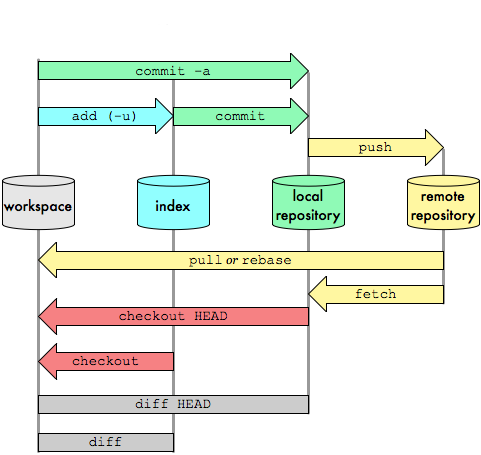 commit -a
add (-u)
commit
push
workspace
index
local
repository
remote
repository
pull or rebase
fetch
checkout HEAD
checkout
diff HEAD
diff